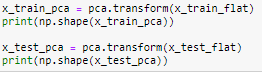 x_train_pca = pca.transform(x_train_flat)
print(np.shape(x_train_pca))
x_test_pca = pca.transform(x_test_flat)
print(np.shape(x_test_pca))